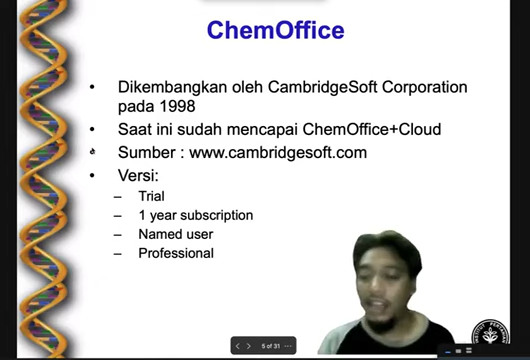 ChemOffice
• Dikembangkan oleh CambridgeSoft Corporation
pada 1998
• Saat ini sudah mencapai ChemOffice+Cloud
• Sumber : www.cambridgesoft.com
• Versi:
– Trial
– 1 year subscription
– Named user
– Professional
5 of 31